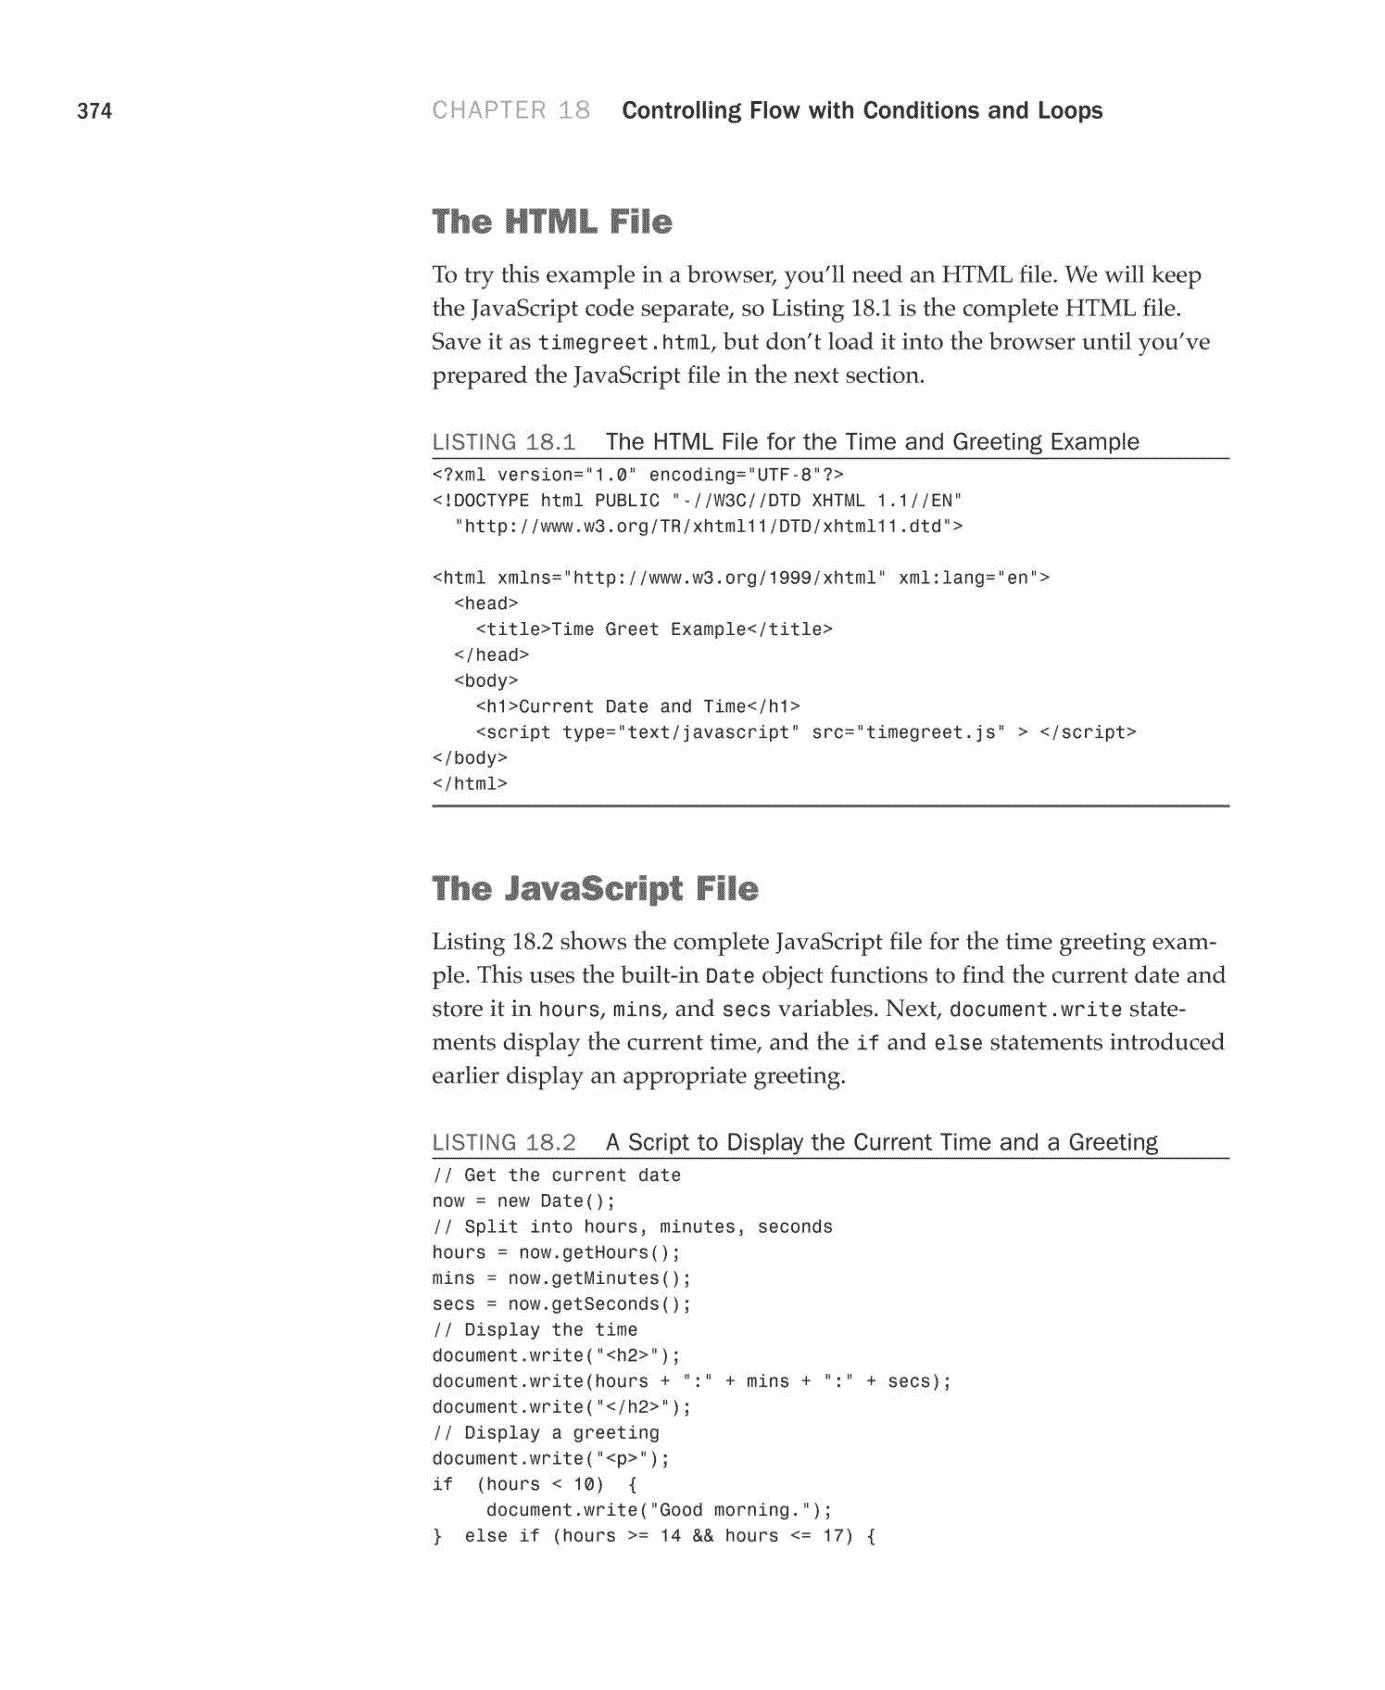 374
CHAPTER 18 Controlling Flow with Conditions and Loops
The HTML File
To try this example in a browser, you'll need an HTML file. We will keep
the JavaScript code separate, so Listing 18.1 is the complete HTML file.
Save it as timegreet.html, but don't load it into the browser until you've
prepared the JavaScript file in the next section.
LISTING 18.1 The HTML File for the Time and Greeting Example
<?xml version="1.0" encoding="UTF-8"?>
<!DOCTYPE html PUBLIC "-//W3C//DTD XHTML 1.1//EN"
  "http://www.w3.org/TR/xhtml11/DTD/xhtml11.dtd">
<html xmlns="http://www.w3.org/1999/xhtml" xml:lang="en">
  <head>
    <title>Time Greet Example</title>
  </head>
  <body>
    <h1>Current Date and Time</h1>
    <script type="text/javascript" src="timegreet.js" > </script>
</body>
</html>
The JavaScript File
Listing 18.2 shows the complete JavaScript file for the time greeting exam-
ple. This uses the built-in Date object functions to find the current date and
store it in hours, mins, and secs variables. Next, document.write state-
ments display the current time, and the if and else statements introduced
earlier display an appropriate greeting.
LISTING 18.2 A Script to Display the Current Time and a Greeting
// Get the current date
now = new Date();
// Split into hours, minutes, seconds
hours = now.getHours();
mins = now.getMinutes();
secs = now.getSeconds();
// Display the time
document.write("<h2>");
document.write(hours + ":" + mins + ":" + secs);
document.write("</h2>");
// Display a greeting
document.write("<p>");
if  (hours < 10)  {
     document.write("Good morning.");
}  else if (hours >= 14 && hours <= 17) {